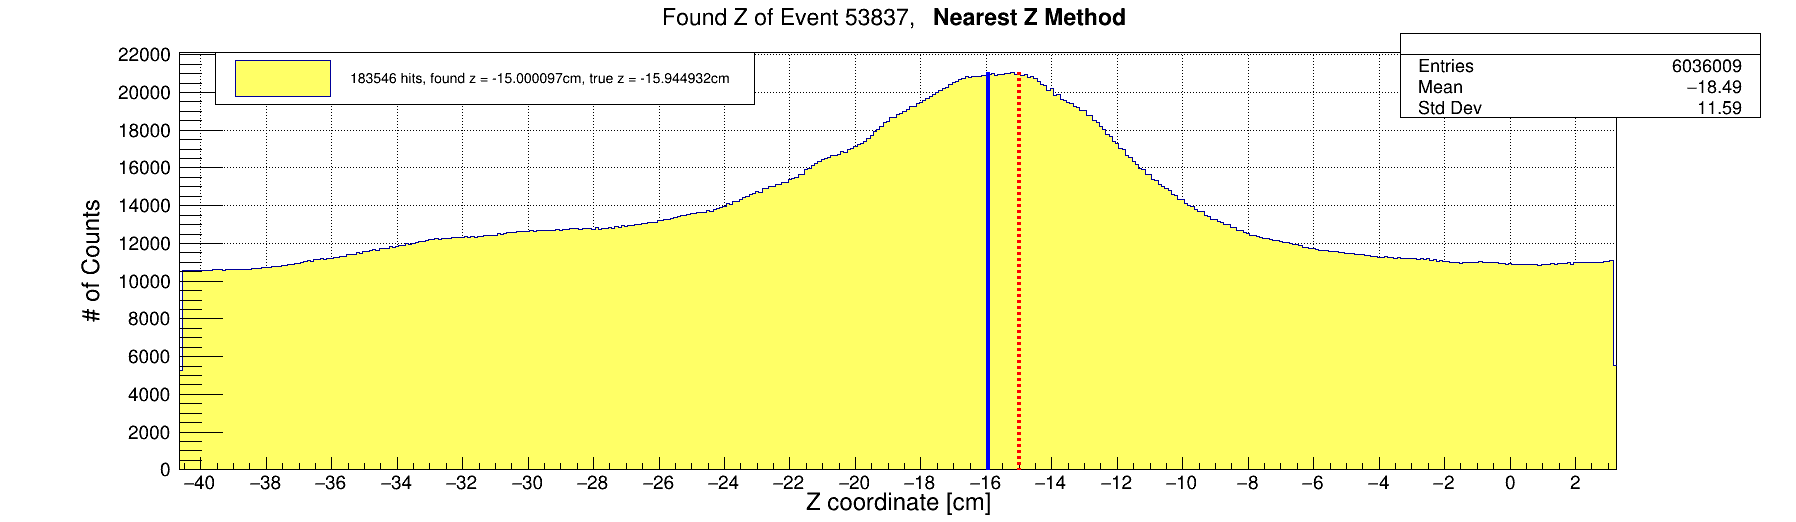 Found Z of Event 53837, Nearest Z Method
183546 hits, found z = -15.000097cm, true z = -15.944932cm
Entries 6036009
Mean −18.49
Std Dev 11.59
# of Counts
22000
20000
18000
16000
14000
12000
10000
8000
6000
4000
2000
0
−40 −38 −36 −34 −32 −30 −28 −26 −24 −22 −20 −18 −16 −14 −12 −10 −8 −6 −4 −2 0 2
Z coordinate [cm]